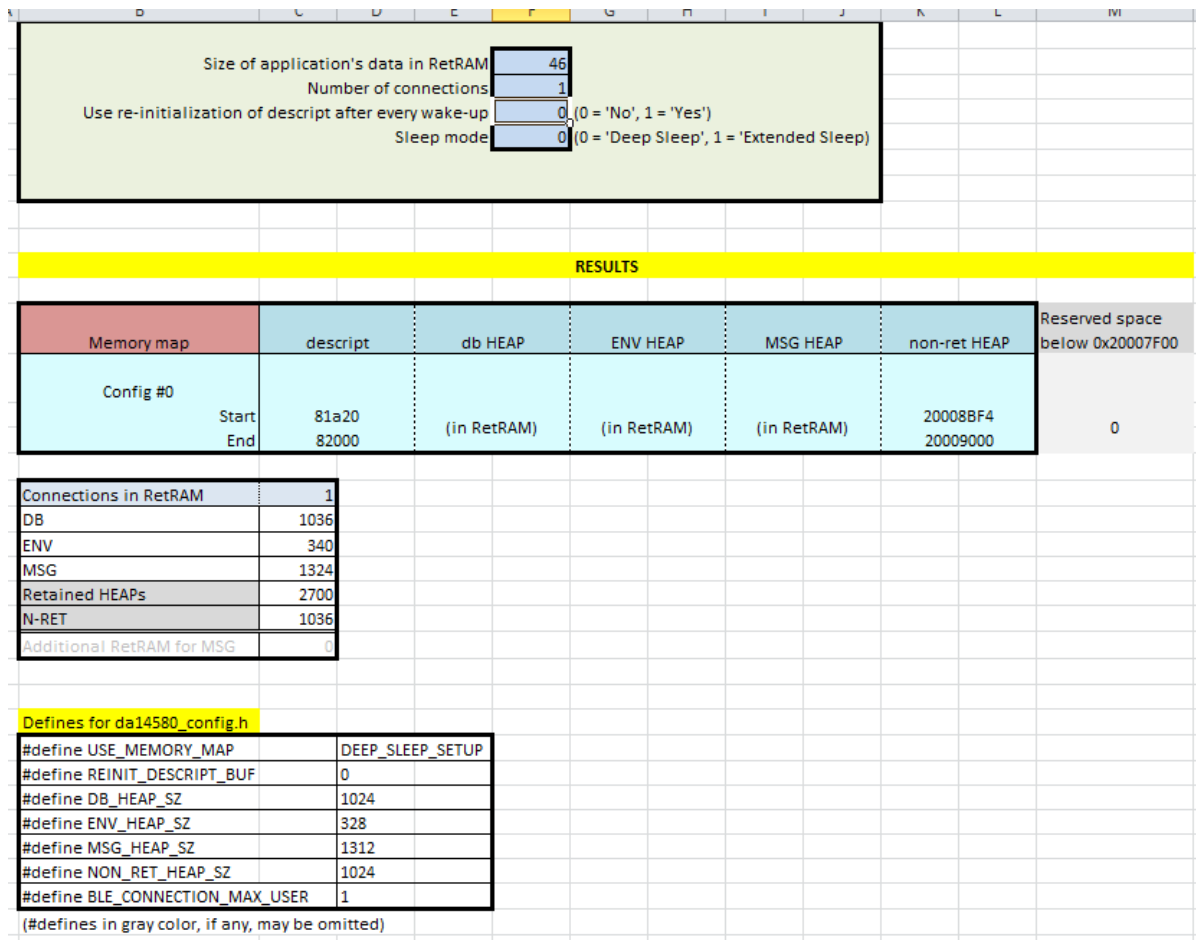 B C D E F G H I J K L M
Size of application's data in RetRAM 46
Number of connections 1
Use re-initialization of descript after every wake-up 0 (0 = 'No', 1 = 'Yes')
Sleep mode 0 (0 = 'Deep Sleep', 1 = 'Extended Sleep)
RESULTS
Memory map descript db HEAP ENV HEAP MSG HEAP non-ret HEAP Reserved space below 0x20007F00
Config #0
Start 81a20 (in RetRAM) (in RetRAM) (in RetRAM) 20008BF4 0
End 82000 20009000
Connections in RetRAM 1
DB 1036
ENV 340
MSG 1324
Retained HEAPs 2700
N-RET 1036
Additional RetRAM for MSG 0
Defines for da14580_config.h
#define USE_MEMORY_MAP DEEP_SLEEP_SETUP
#define REINIT_DESCRIPT_BUF 0
#define DB_HEAP_SZ 1024
#define ENV_HEAP_SZ 328
#define MSG_HEAP_SZ 1312
#define NON_RET_HEAP_SZ 1024
#define BLE_CONNECTION_MAX_USER 1
(#defines in gray color, if any, may be omitted)